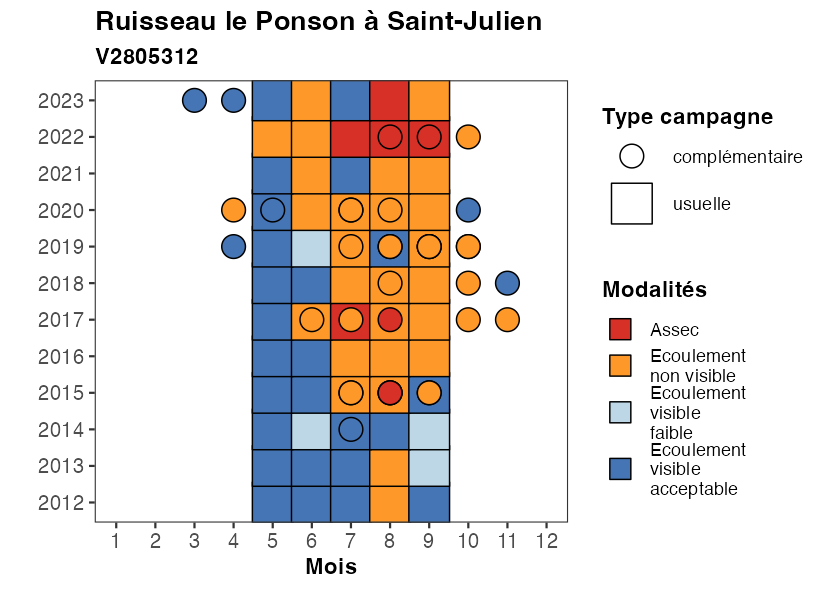 Ruisseau le Ponson à Saint-Julien
V2805312
2023
2022
2021
2020
2019
2018
2017
2016
2015
2014
2013
2012
1 2 3 4 5 6 7 8 9 10 11 12
Mois
Type campagne
complémentaire
usuelle
Modalités
Assec
Ecoulement
non visible
Ecoulement
visible
faible
Ecoulement
visible
acceptable